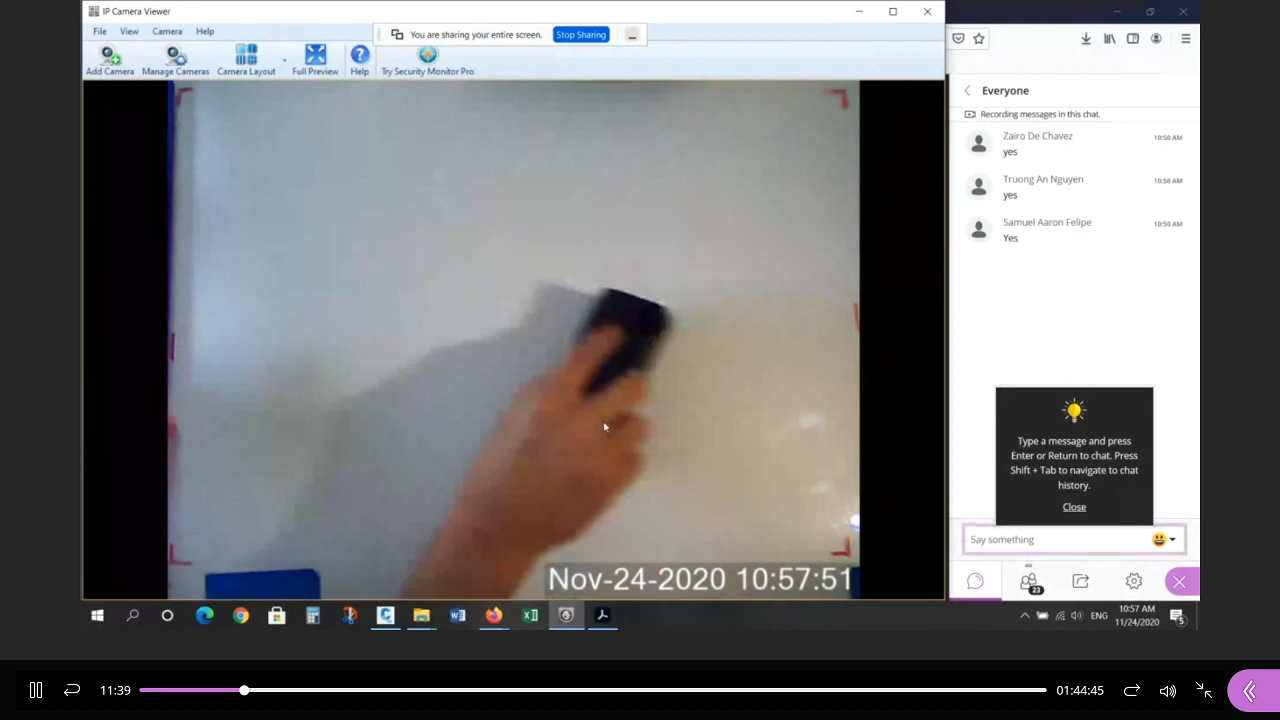 IP Camera Viewer
File View Camera Help
You are sharing your entire screen. Stop Sharing
Add Camera Manage Cameras Camera Layout Full Preview Help Try Security Monitor Pro
Everyone
Recording messages in this chat.
Zairo De Chavez 10:50 AM
yes
Truong An Nguyen 10:50 AM
yes
Samuel Aaron Felipe 10:50 AM
Yes
Type a message and press
Enter or Return to chat. Press
Shift + Tab to navigate to chat
history.
Close
Say something
23
Nov-24-2020 10:57:51
ENG
10:57 AM
11/24/2020
5
11:39
01:44:45